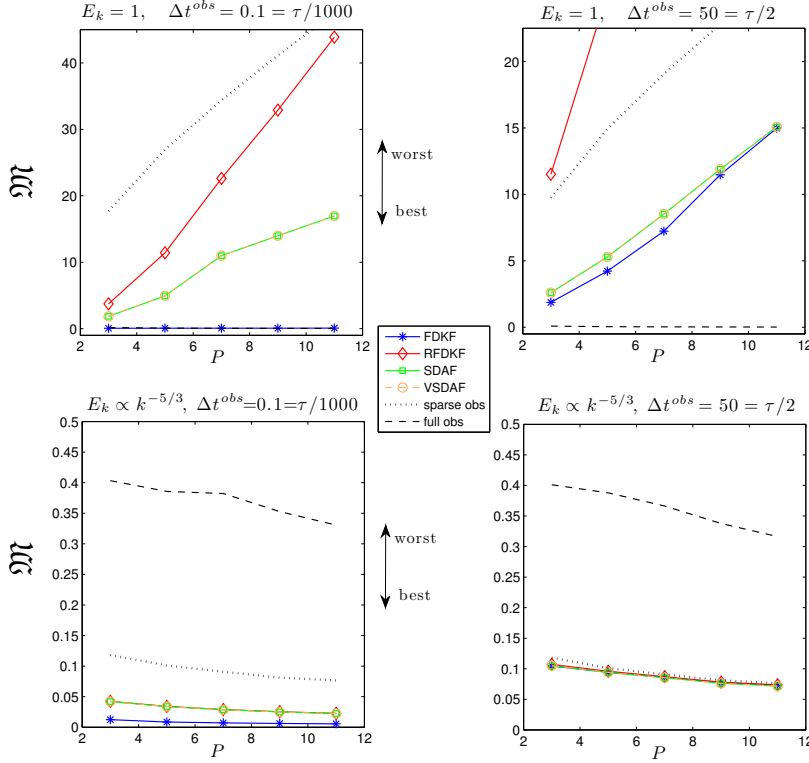 E_k = 1, Δt^{obs} = 0.1 = τ/1000
E_k = 1, Δt^{obs} = 50 = τ/2
40
30
20
10
0
2 4 6 8 10 12
P
𝔐
20
15
10
5
0
2 4 6 8 10 12
P
worst
best
FDKF
RFDKF
SDAF
VSDAF
sparse obs
full obs
E_k ∝ k^{-5/3}, Δt^{obs}=0.1=τ/1000
E_k ∝ k^{-5/3}, Δt^{obs} = 50 = τ/2
0.5
0.45
0.4
0.35
0.3
0.25
0.2
0.15
0.1
0.05
0
2 4 6 8 10 12
P
𝔐
worst
best
0.5
0.45
0.4
0.35
0.3
0.25
0.2
0.15
0.1
0.05
0
2 4 6 8 10 12
P